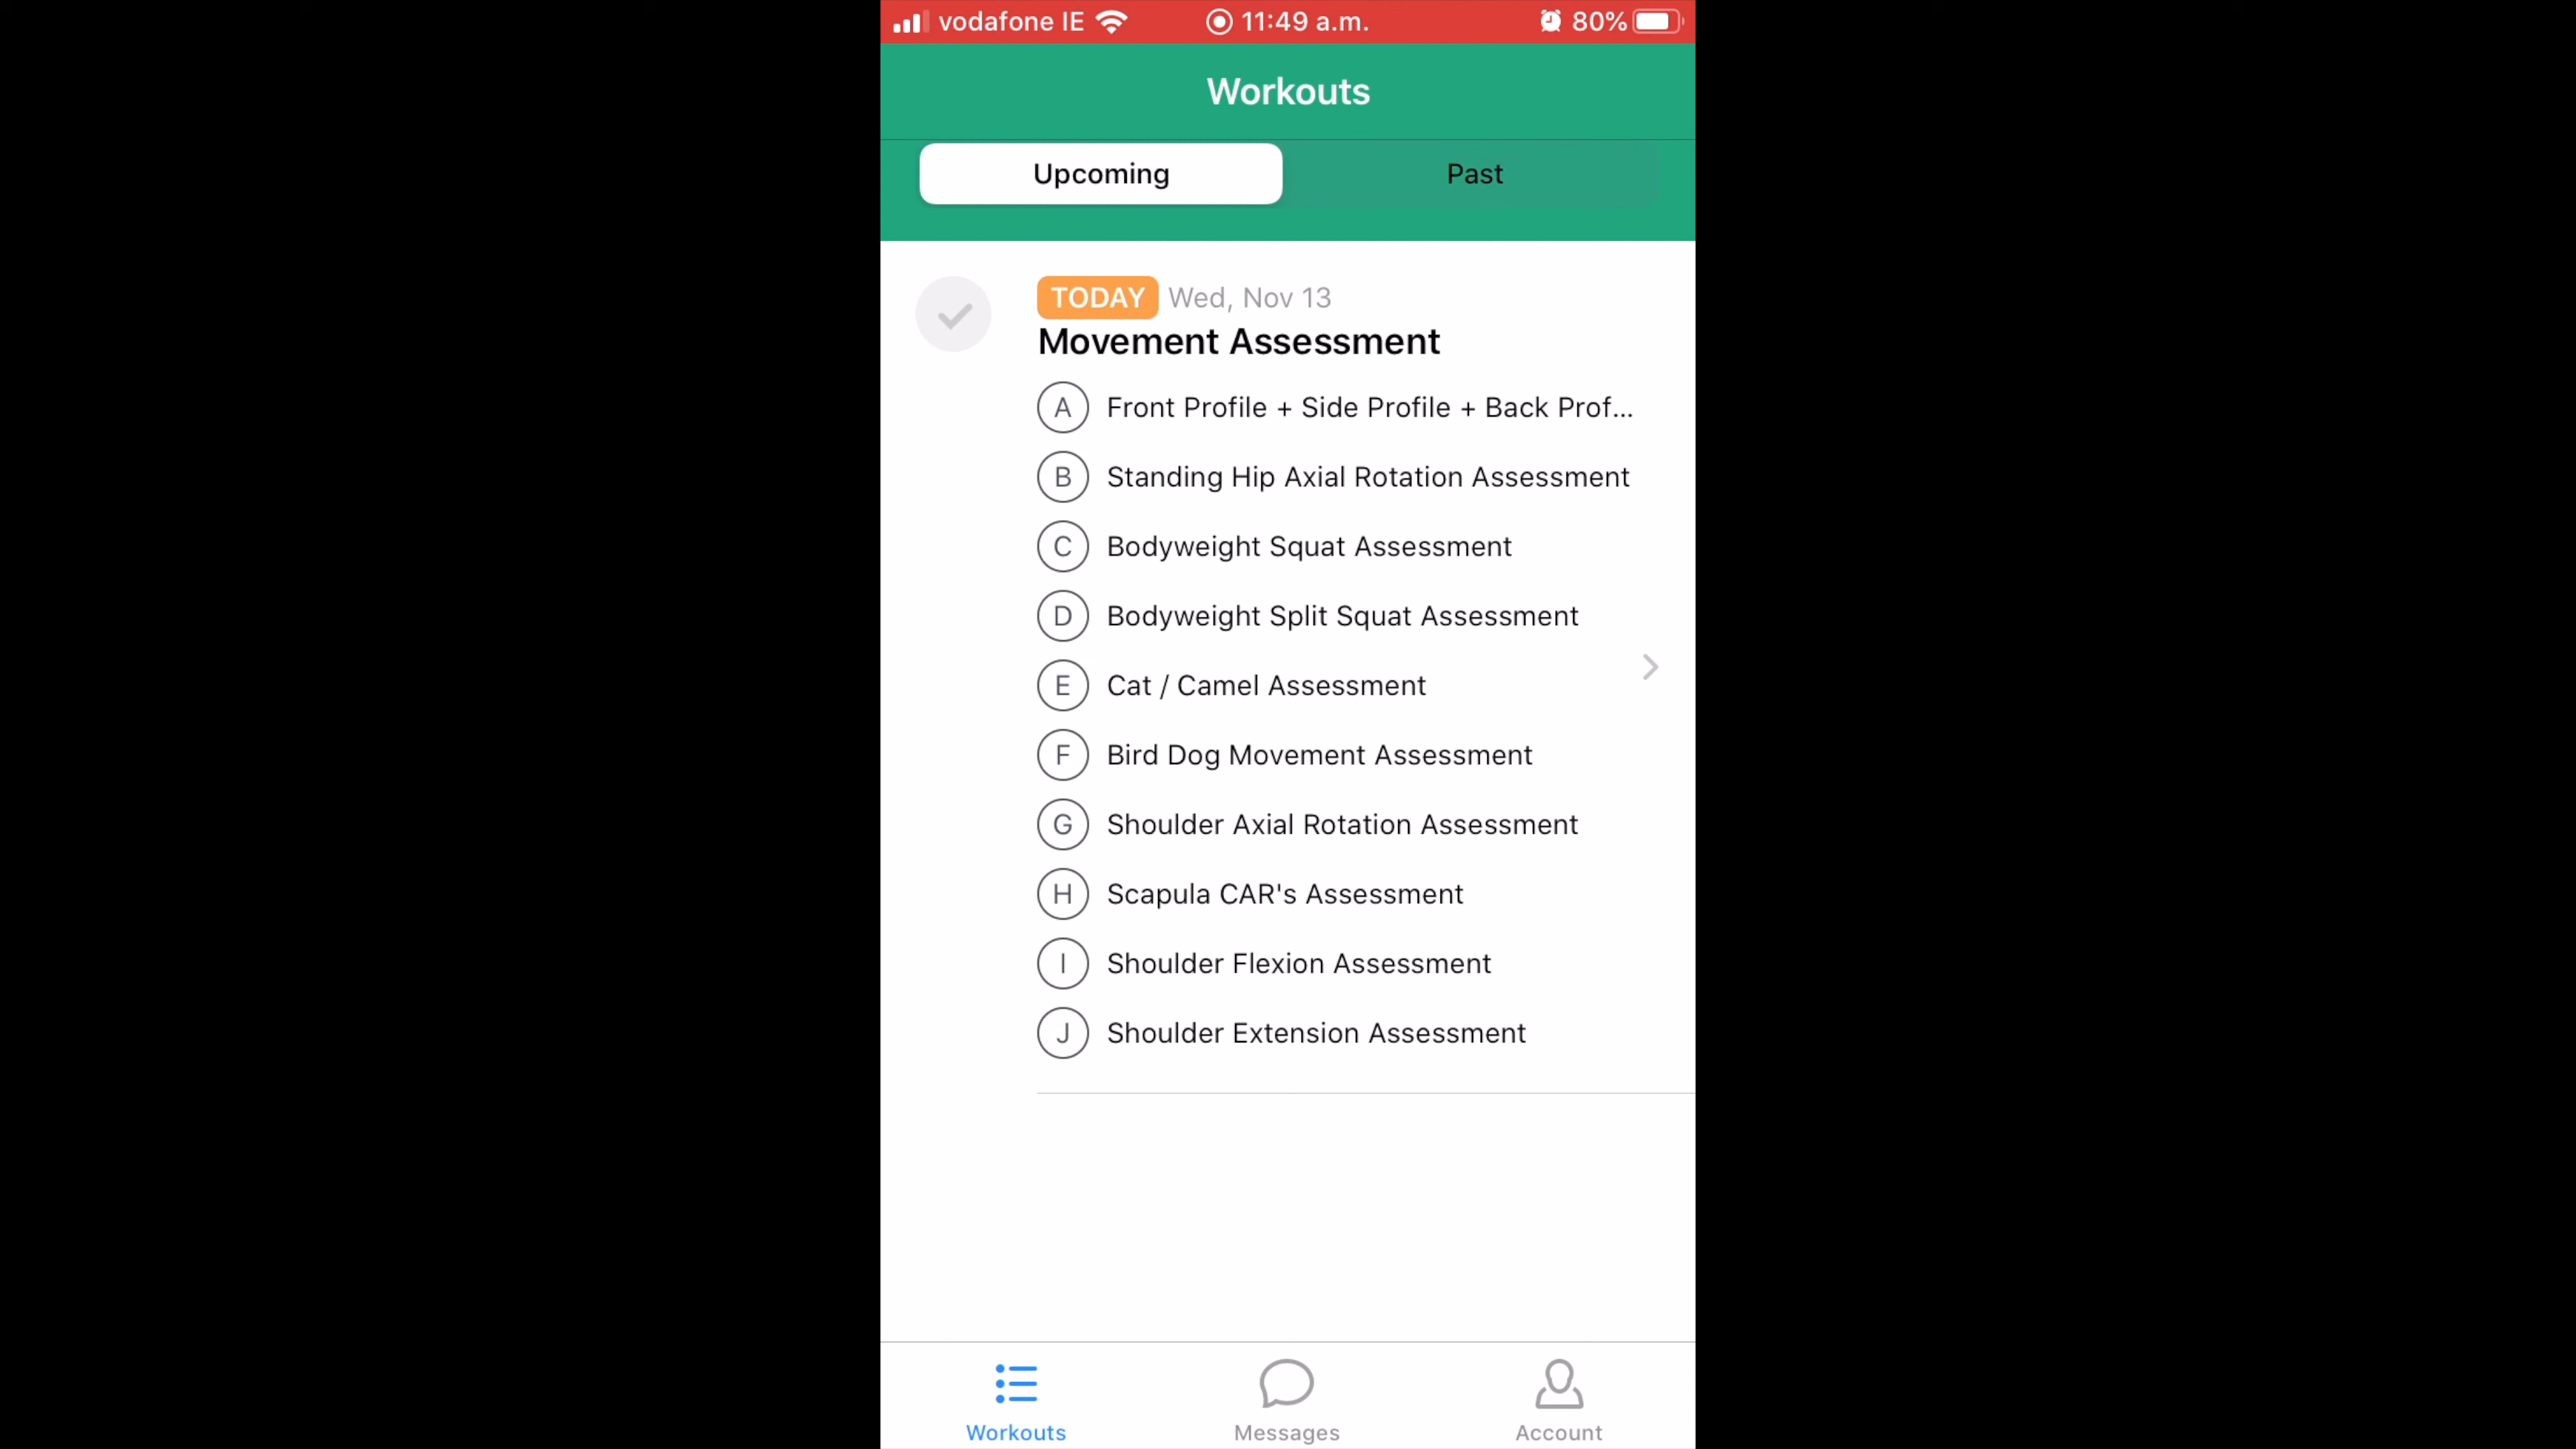 vodafone IE 11:49 a.m. 80%
Workouts
Upcoming Past
TODAY Wed, Nov 13
Movement Assessment
A Front Profile + Side Profile + Back Prof...
B Standing Hip Axial Rotation Assessment
C Bodyweight Squat Assessment
D Bodyweight Split Squat Assessment
E Cat / Camel Assessment
F Bird Dog Movement Assessment
G Shoulder Axial Rotation Assessment
H Scapula CAR's Assessment
I Shoulder Flexion Assessment
J Shoulder Extension Assessment
Workouts Messages Account